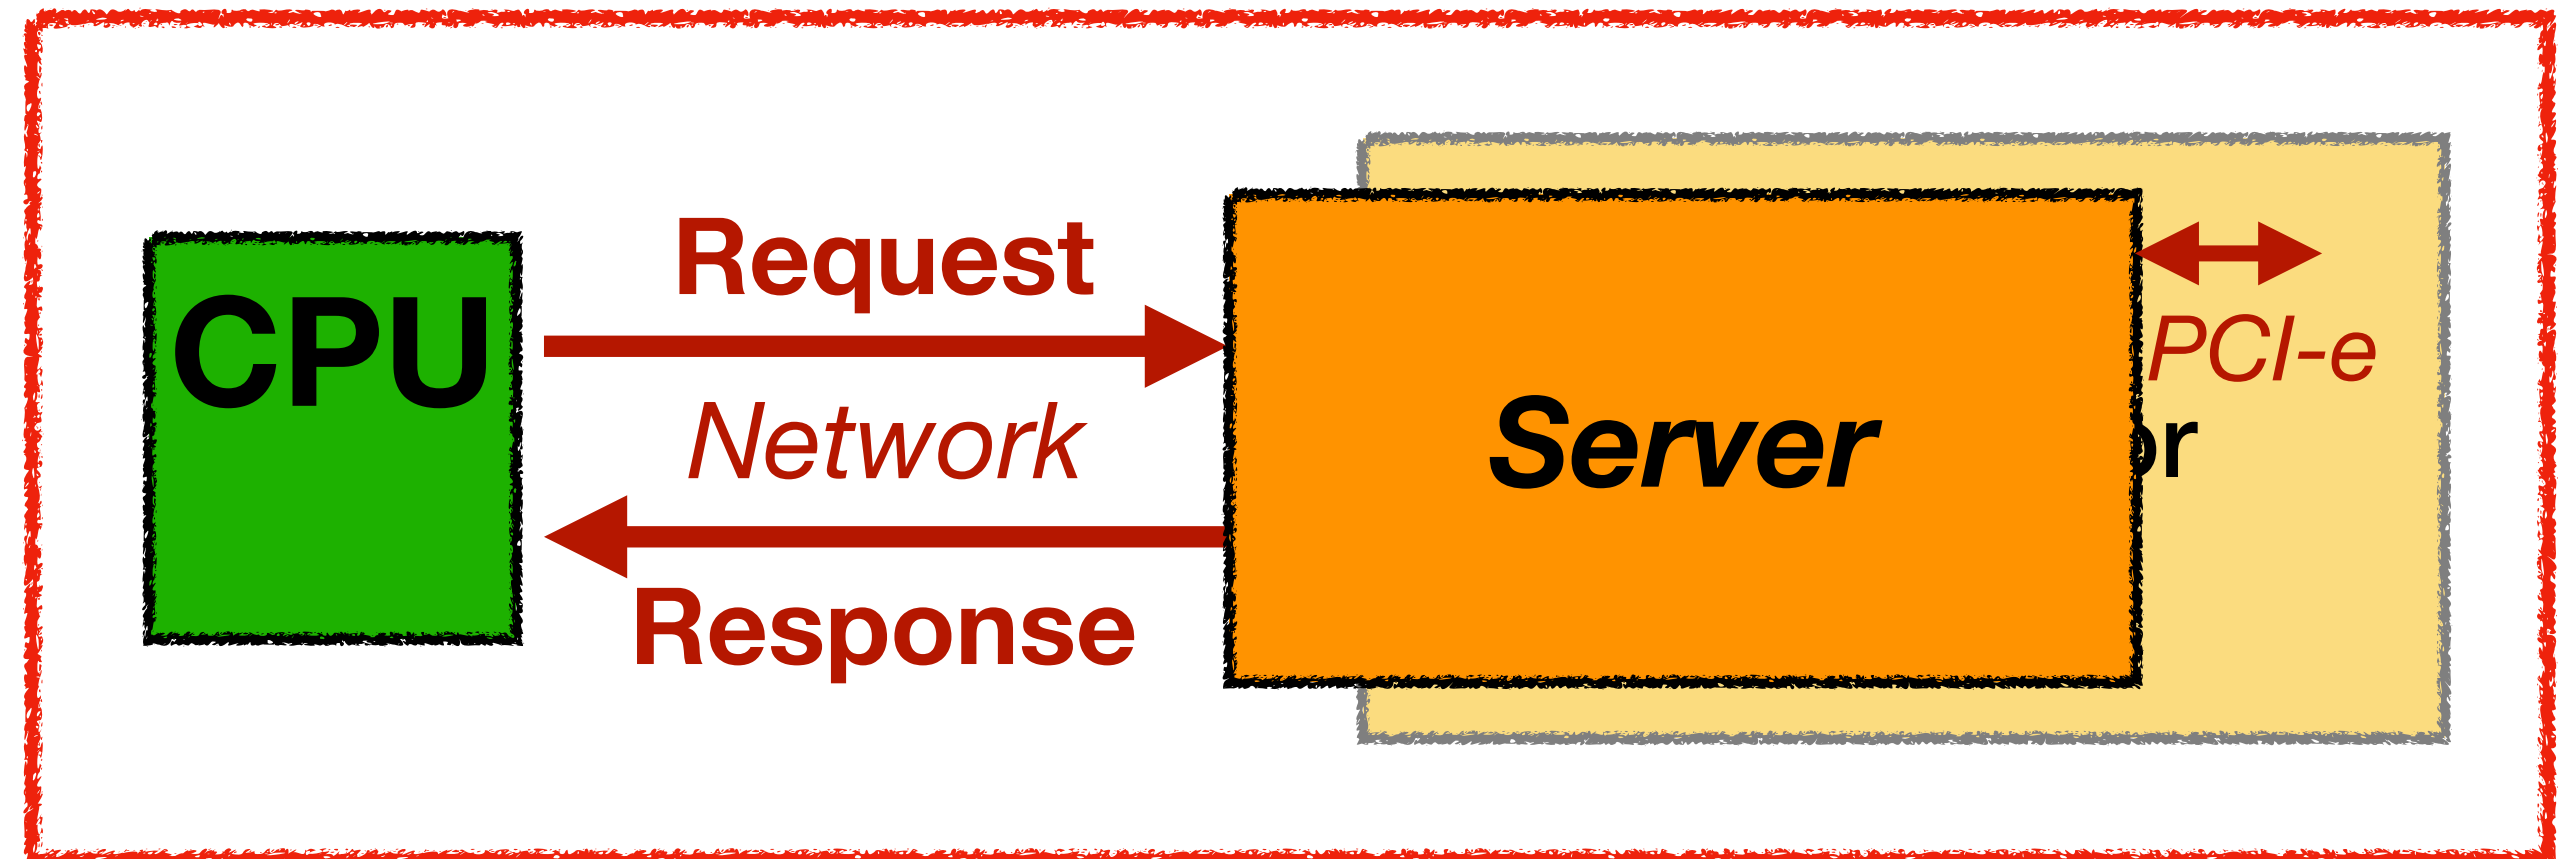 CPU
Request
Network
Response
Server
PCI-e